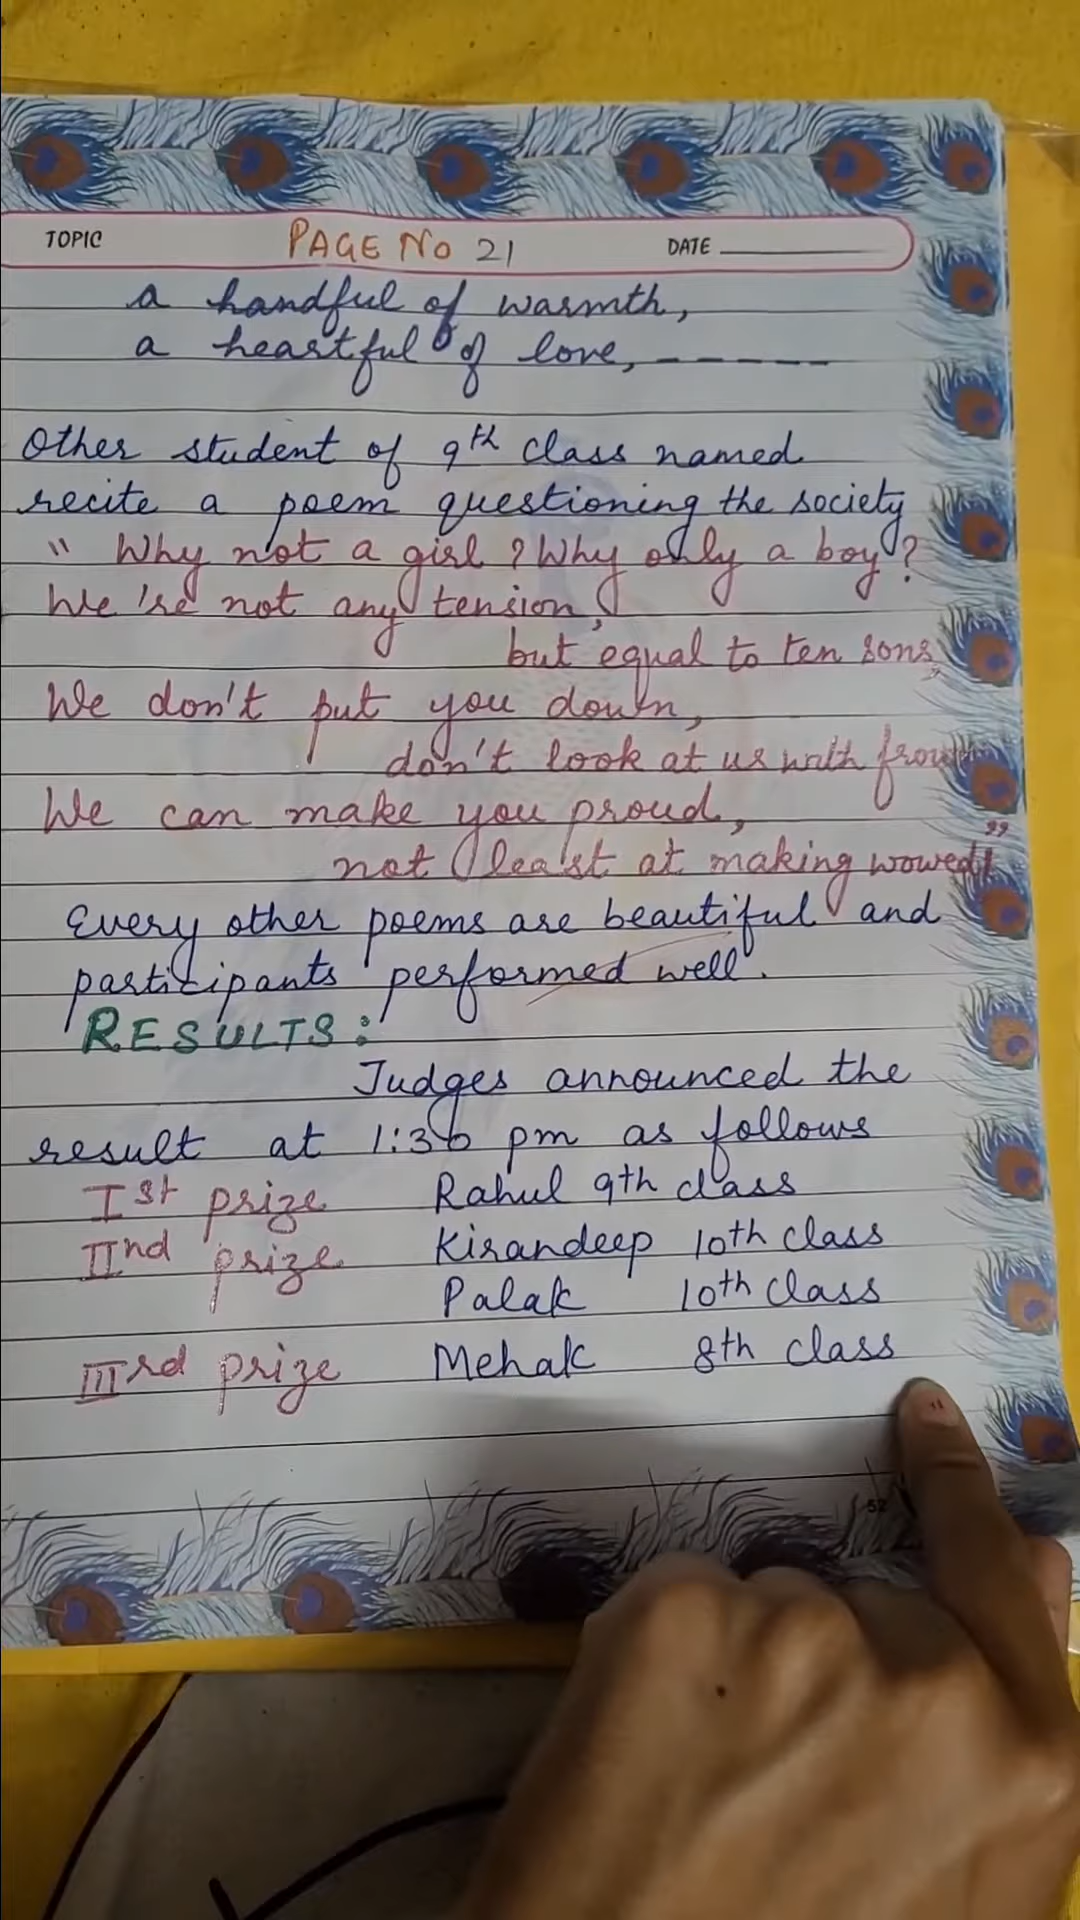 TOPIC PAGE No 21 DATE
a handful of warmth,
a heartful of love, ------
Other student of 9th class named
recite a poem questioning the society
" Why not a girl ? Why only a boy ?
We 're not any tension,
but equal to ten sons,
We don't put you down,
don't look at us with
We can make you proud,
not least at making wowed! "
Every other poems are beautiful and
participants performed well.
RESULTS:
Judges announced the
result at 1:30 pm as follows
Ist prize Rahul 9th class
IInd prize Kirandeep 10th class
Palak 10th class
IIIrd prize Mehak 8th class
52